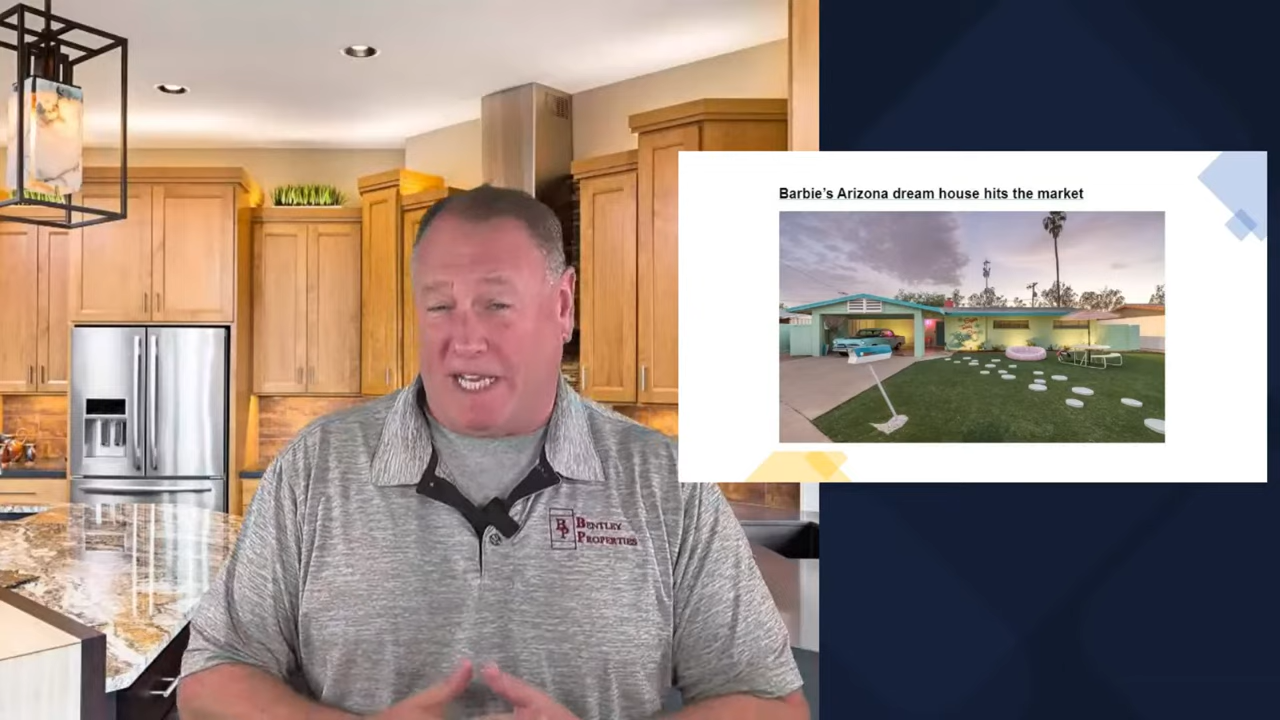 Barbie's Arizona dream house hits the market
BP
BENTLEY
PROPERTIES